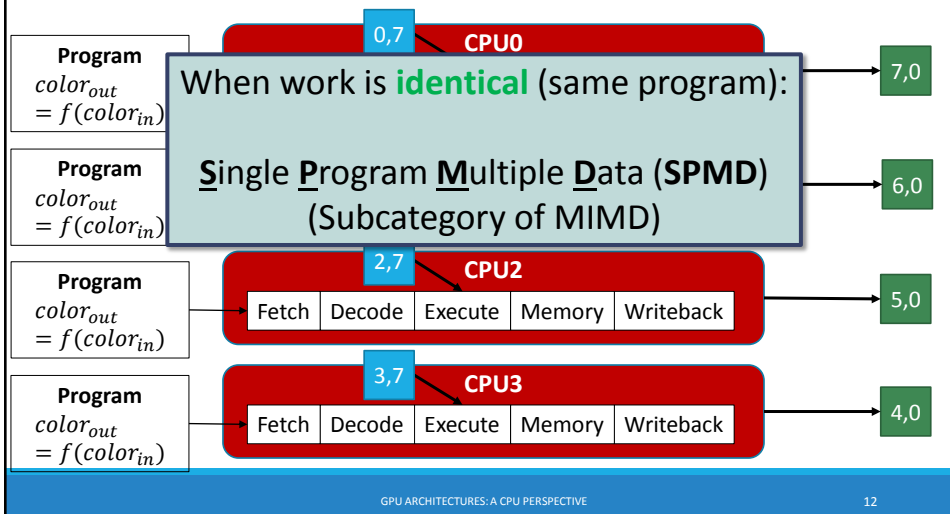 0,7
CPU0
Program
color_out
= f(color_in)
7,0
When work is identical (same program):
Single Program Multiple Data (SPMD)
(Subcategory of MIMD)
Program
color_out
= f(color_in)
6,0
2,7
CPU2
Program
color_out
= f(color_in)
Fetch Decode Execute Memory Writeback
5,0
3,7
CPU3
Program
color_out
= f(color_in)
Fetch Decode Execute Memory Writeback
4,0
GPU ARCHITECTURES: A CPU PERSPECTIVE
12